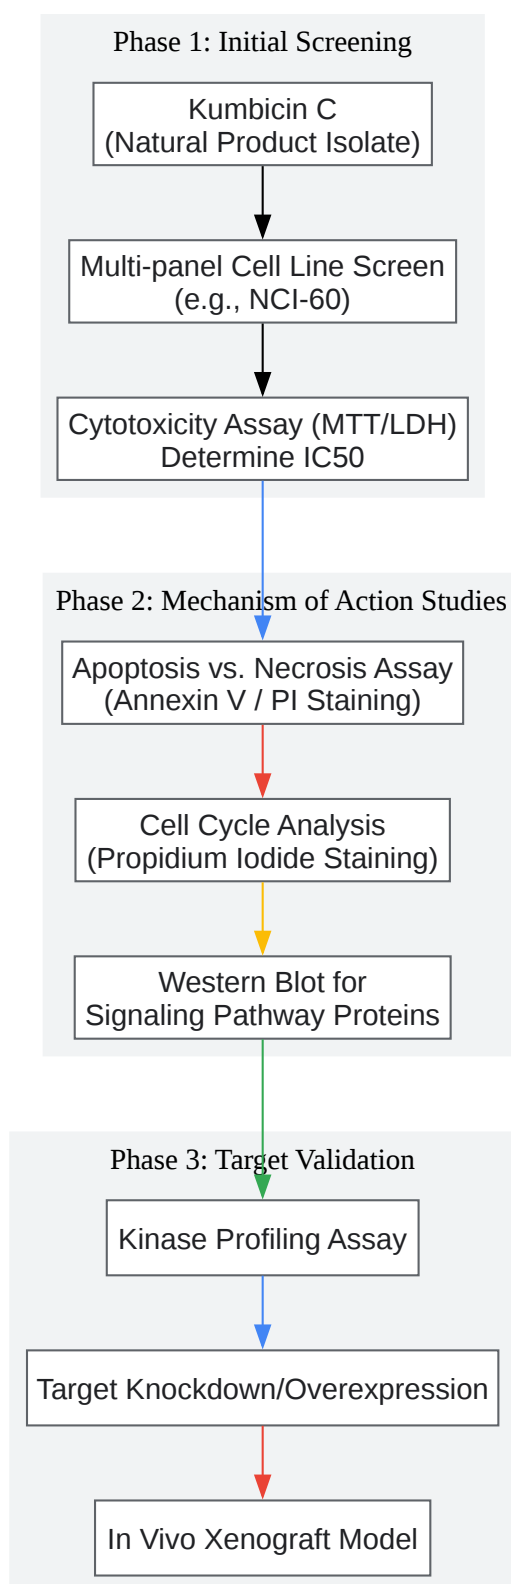 Phase 1: Initial Screening
Kumbicin C
(Natural Product Isolate)
Multi-panel Cell Line Screen
(e.g., NCI-60)
Cytotoxicity Assay (MTT/LDH)
Determine IC50
Phase 2: Mechanism of Action Studies
Apoptosis vs. Necrosis Assay
(Annexin V / PI Staining)
Cell Cycle Analysis
(Propidium Iodide Staining)
Western Blot for
Signaling Pathway Proteins
Phase 3: Target Validation
Kinase Profiling Assay
Target Knockdown/Overexpression
In Vivo Xenograft Model